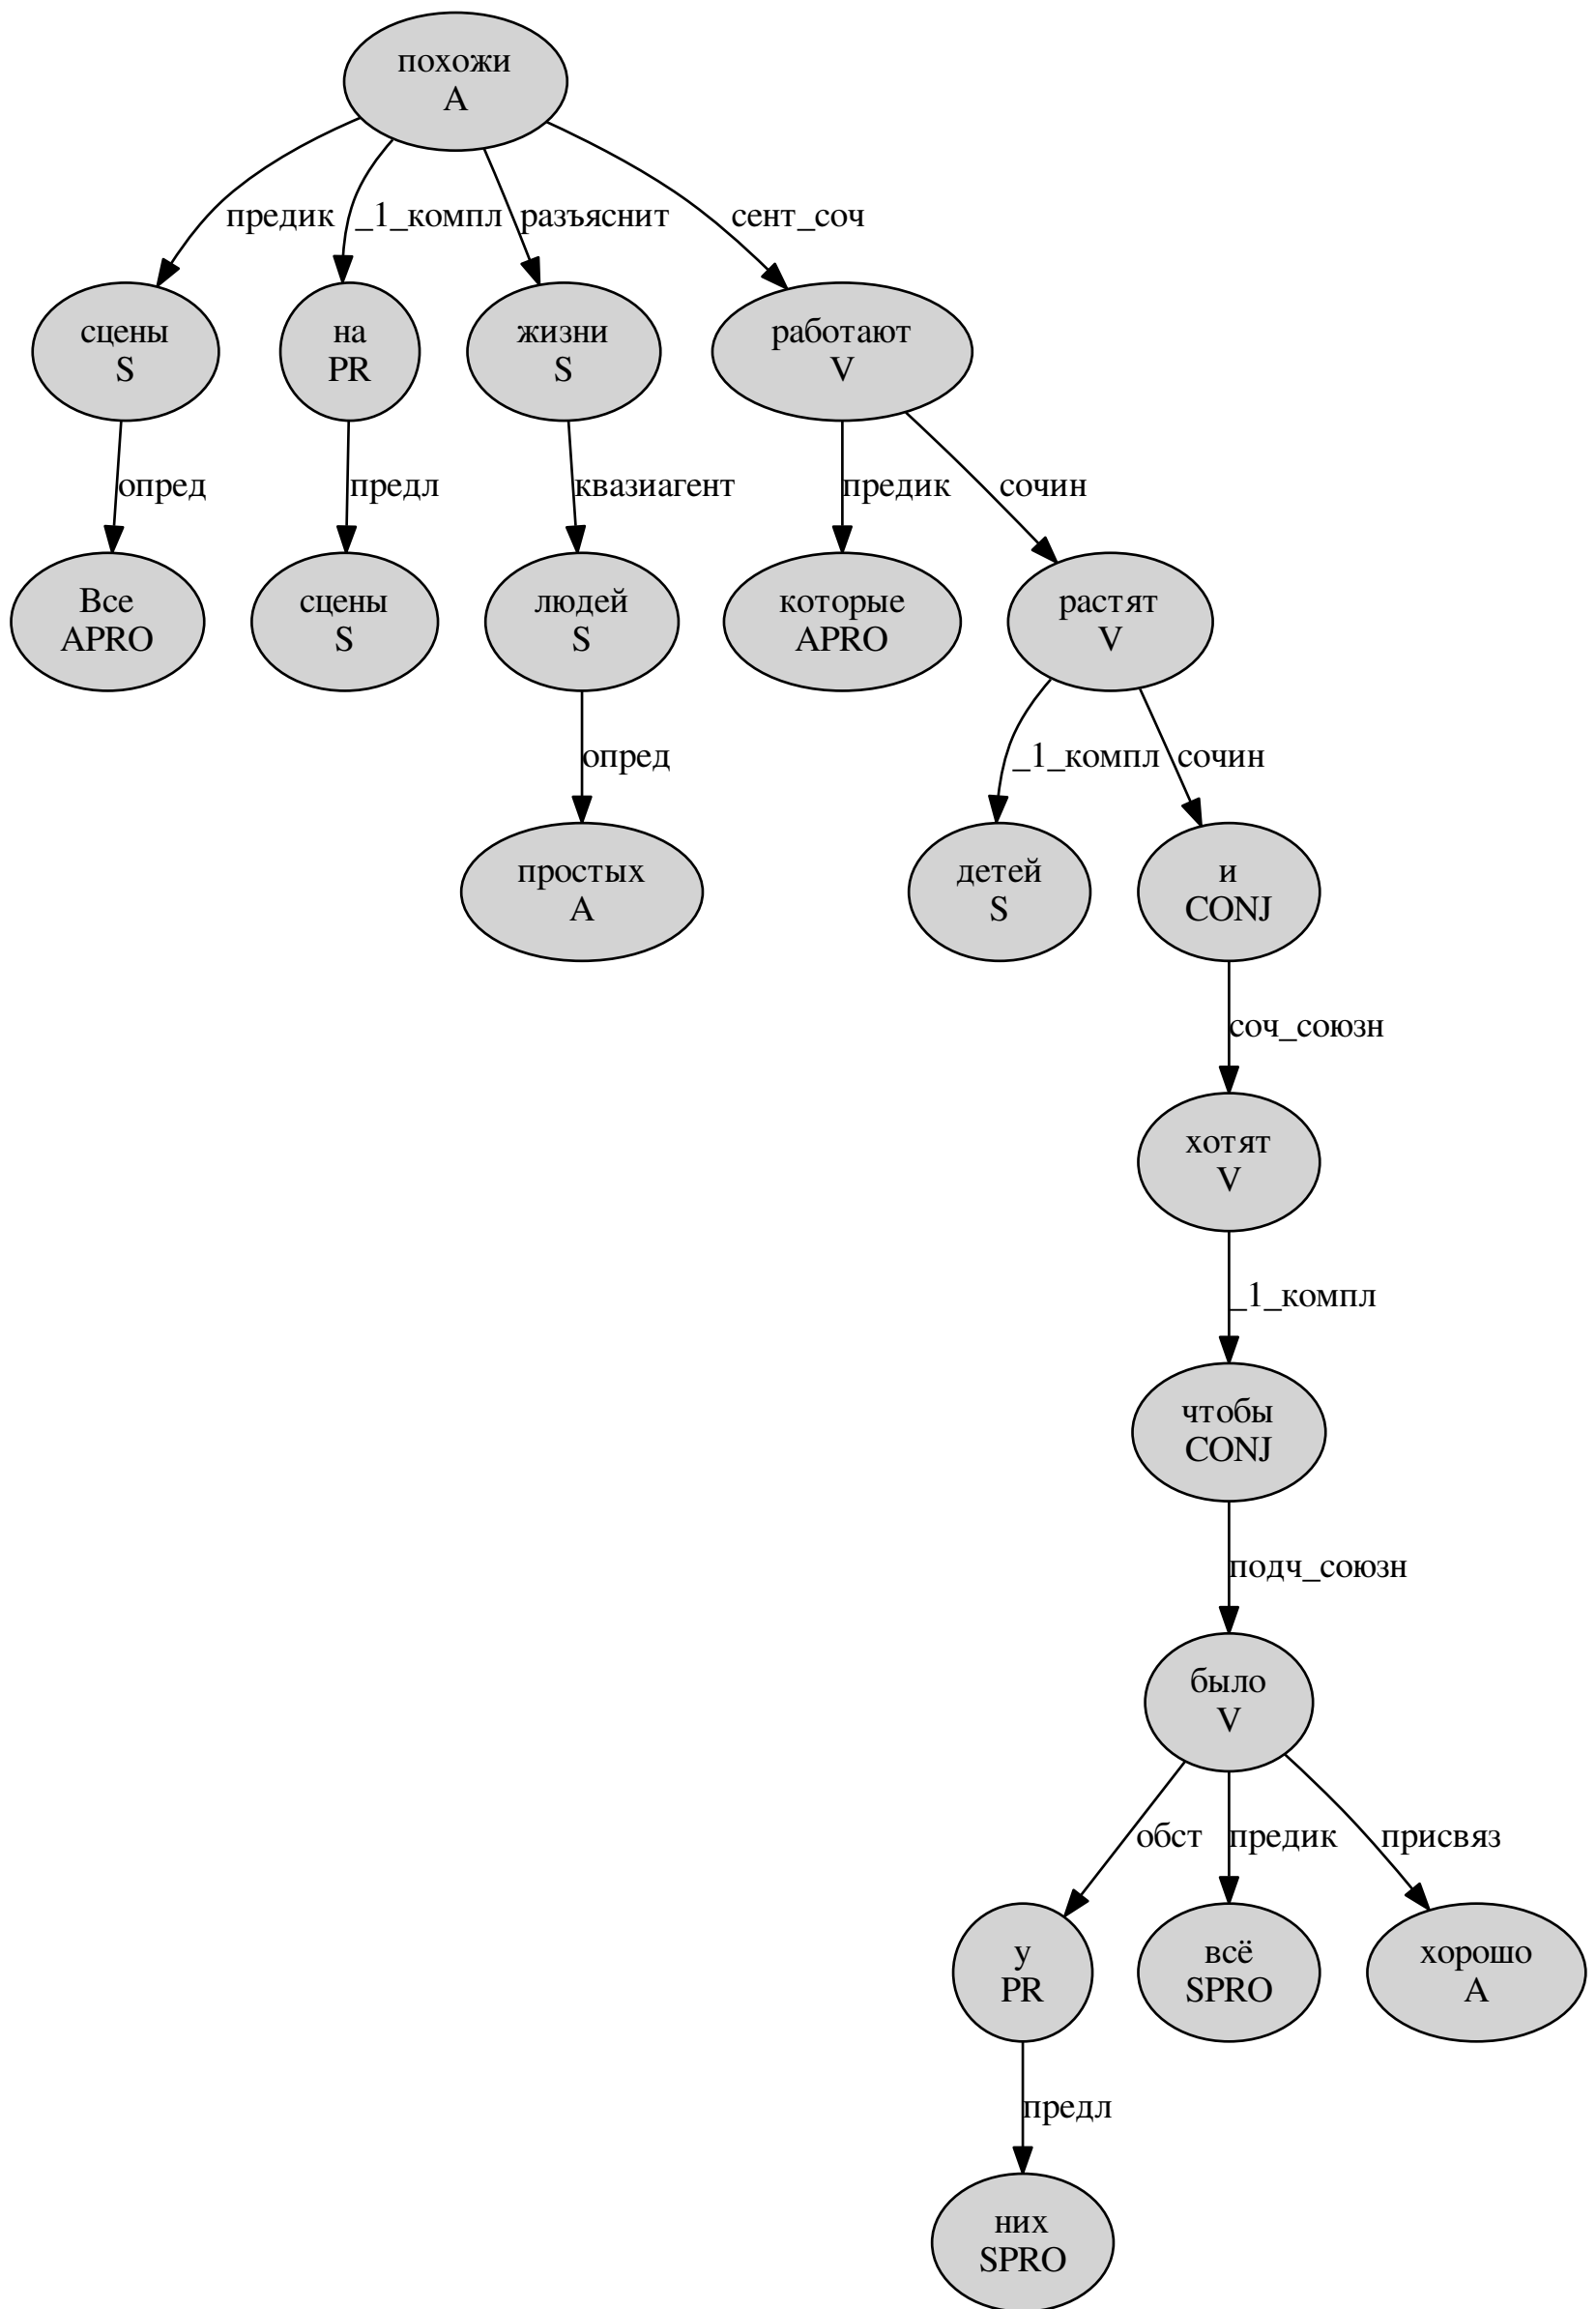 похожи
A
предик
_1_компл
разъяснит
сент_соч
сцены
S
на
PR
жизни
S
работают
V
опред
предл
квазиагент
предик
сочин
Все
APRO
сцены
S
людей
S
которые
APRO
растят
V
опред
_1_компл
сочин
простых
A
детей
S
и
CONJ
соч_союзн
хотят
V
_1_компл
чтобы
CONJ
подч_союзн
было
V
обст
предик
присвяз
у
PR
всё
SPRO
хорошо
A
предл
них
SPRO